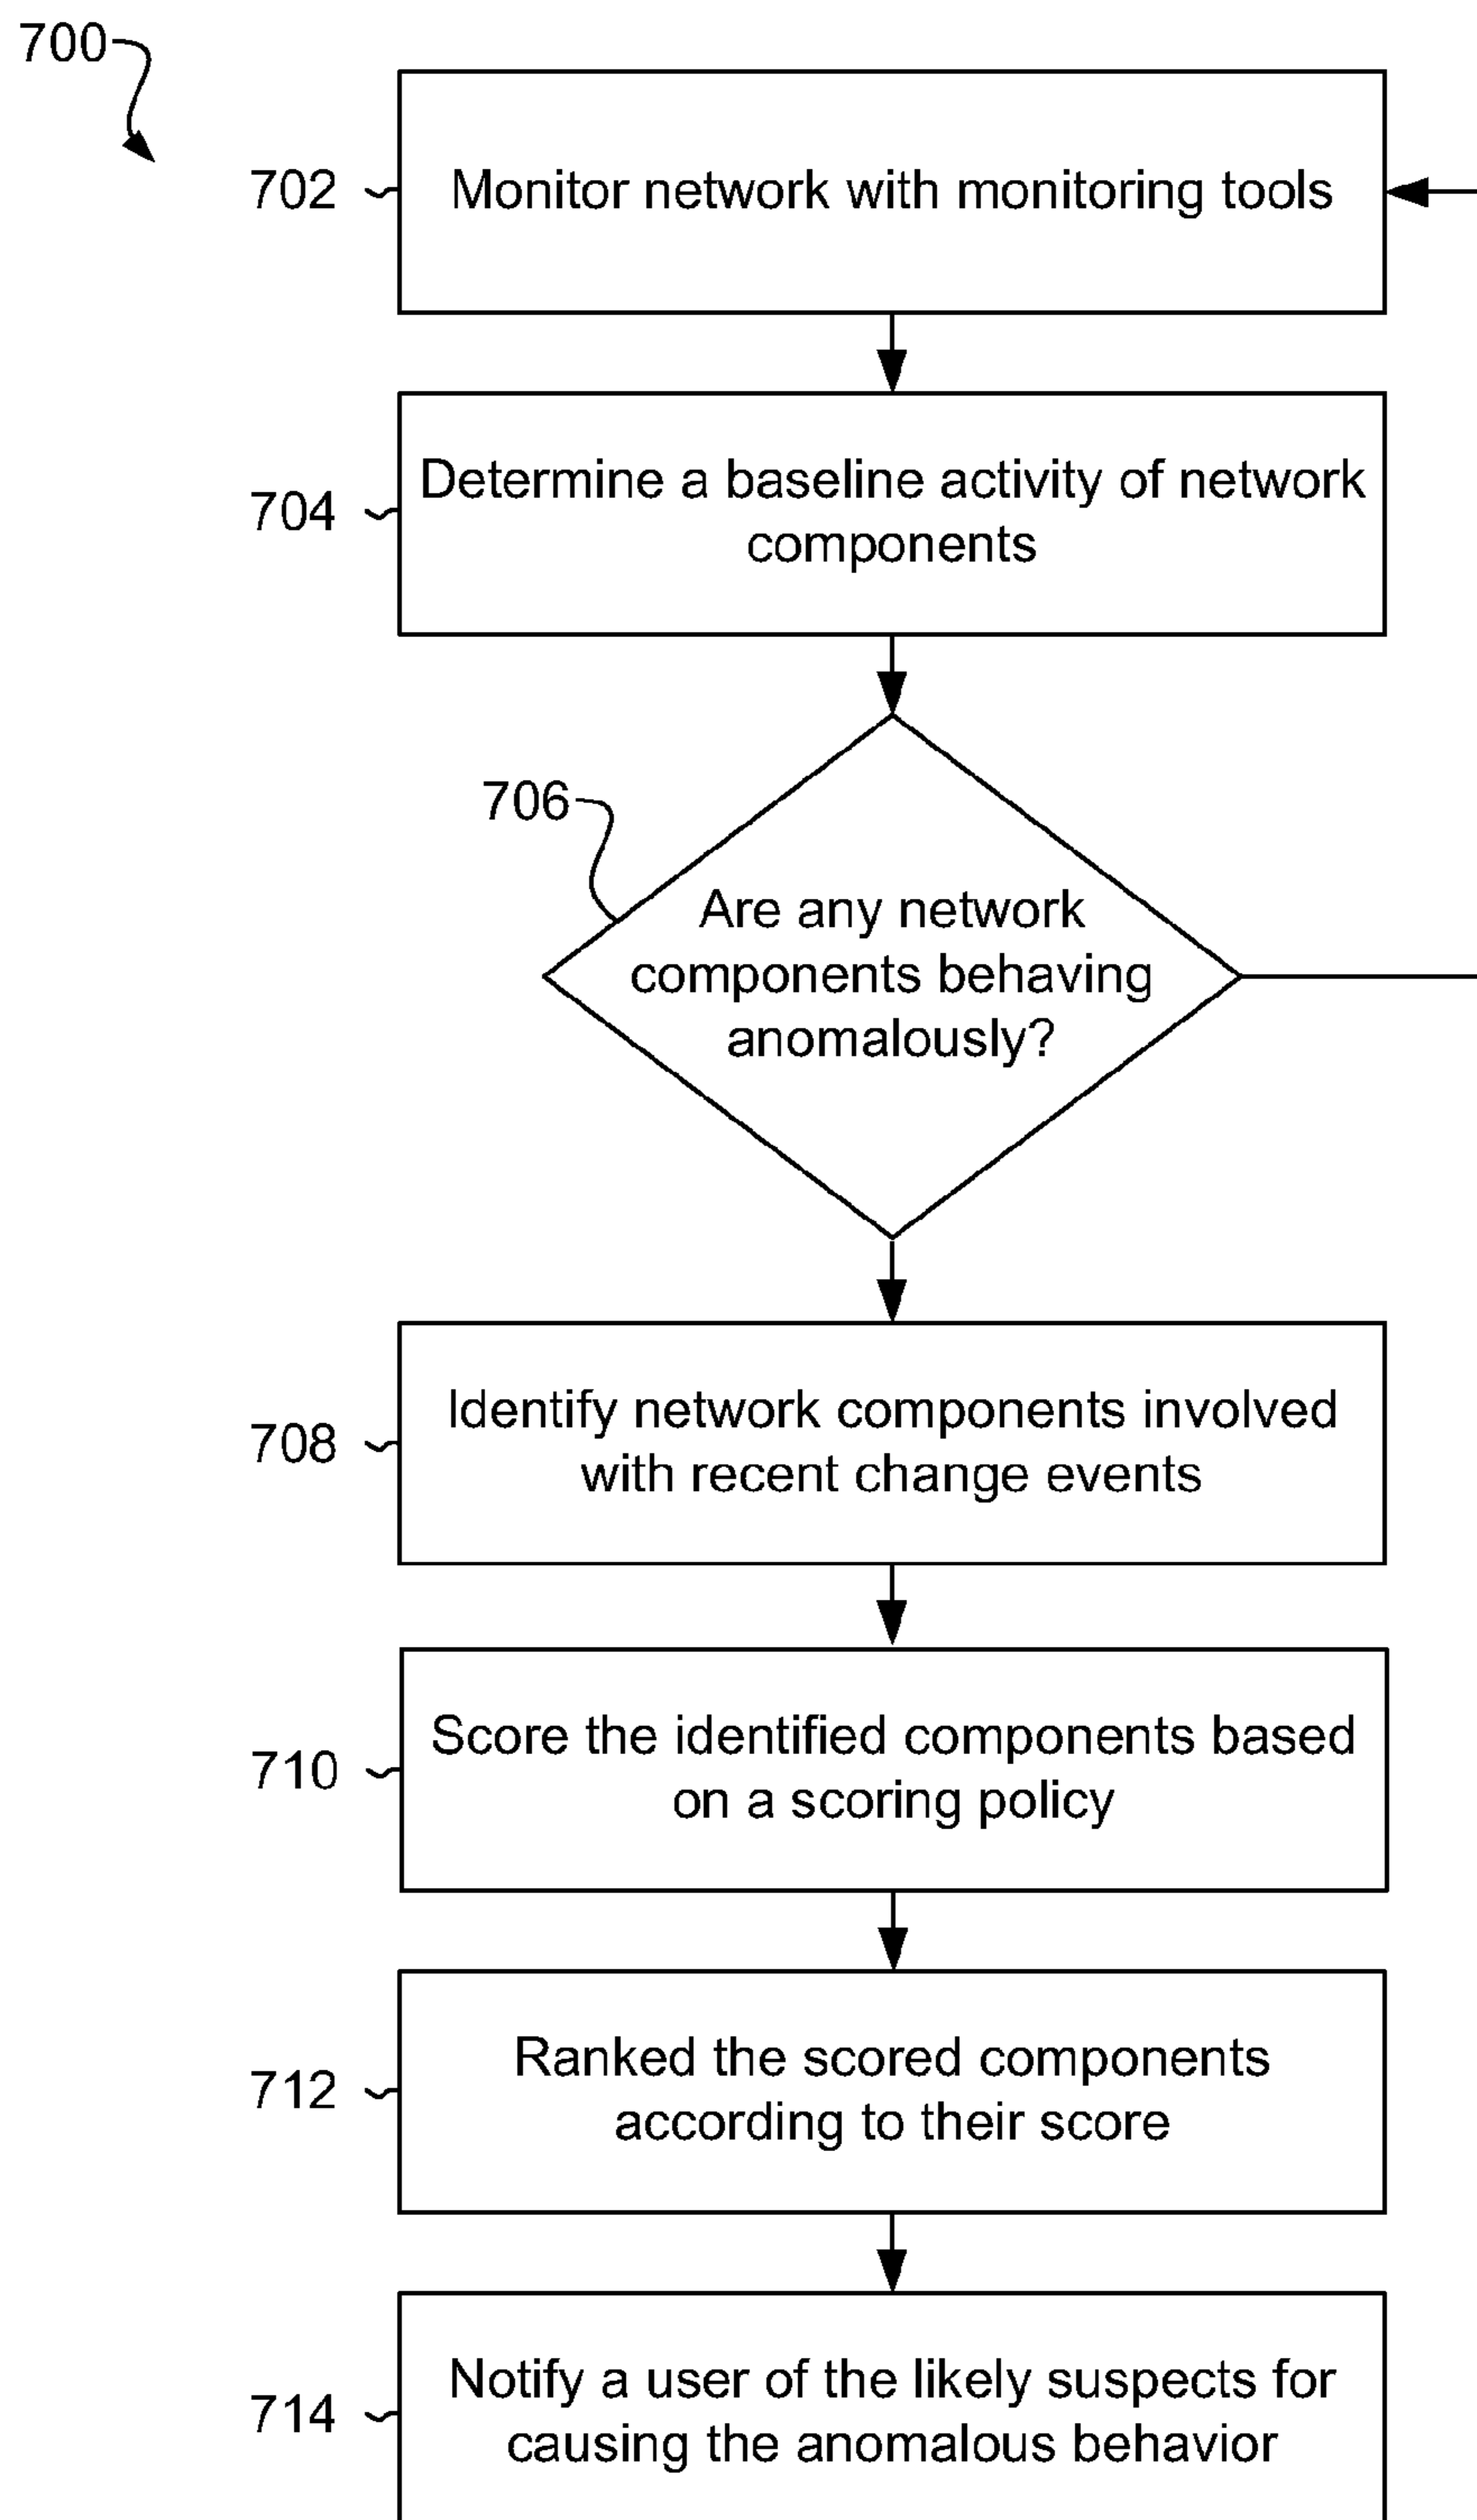 700
702
Monitor network with monitoring tools
704
Determine a baseline activity of network
components
706
Are any network
components behaving
anomalously?
708
Identify network components involved
with recent change events
710
Score the identified components based
on a scoring policy
712
Ranked the scored components
according to their score
714
Notify a user of the likely suspects for
causing the anomalous behavior